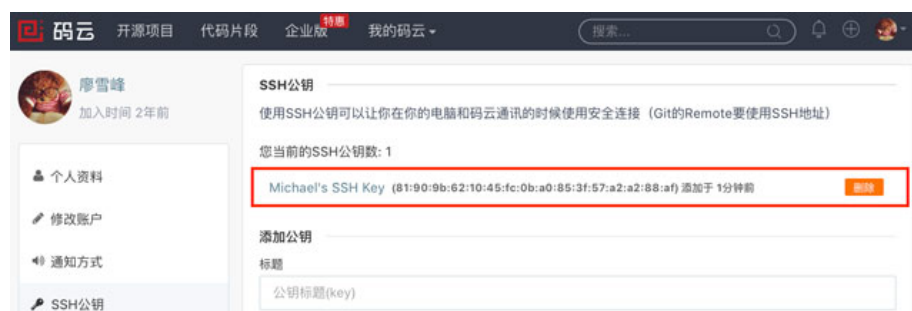 码云 开源项目 代码片段 企业版 特惠 我的码云 搜索...
廖雪峰
加入时间 2年前
个人资料
修改账户
通知方式
SSH公钥
SSH公钥
使用SSH公钥可以让你在你的电脑和码云通讯的时候使用安全连接（Git的Remote要使用SSH地址）
您当前的SSH公钥数: 1
Michael's SSH Key (81:90:9b:62:10:45:fc:0b:a0:85:3f:57:a2:a2:88:af) 添加于 1分钟前 删除
添加公钥
标题
公钥标题(key)